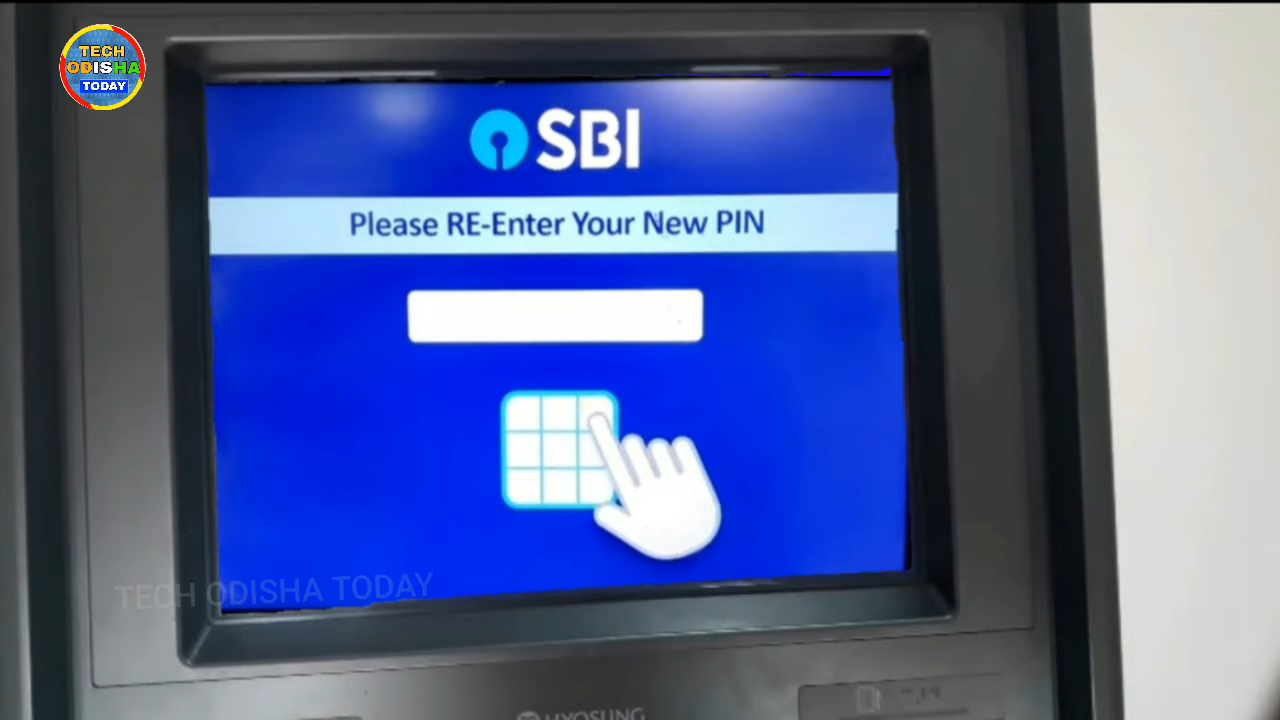 TECH
ODISHA
TODAY
SBI
Please RE-Enter Your New PIN
TECH ODISHA TODAY
HYOSUNG